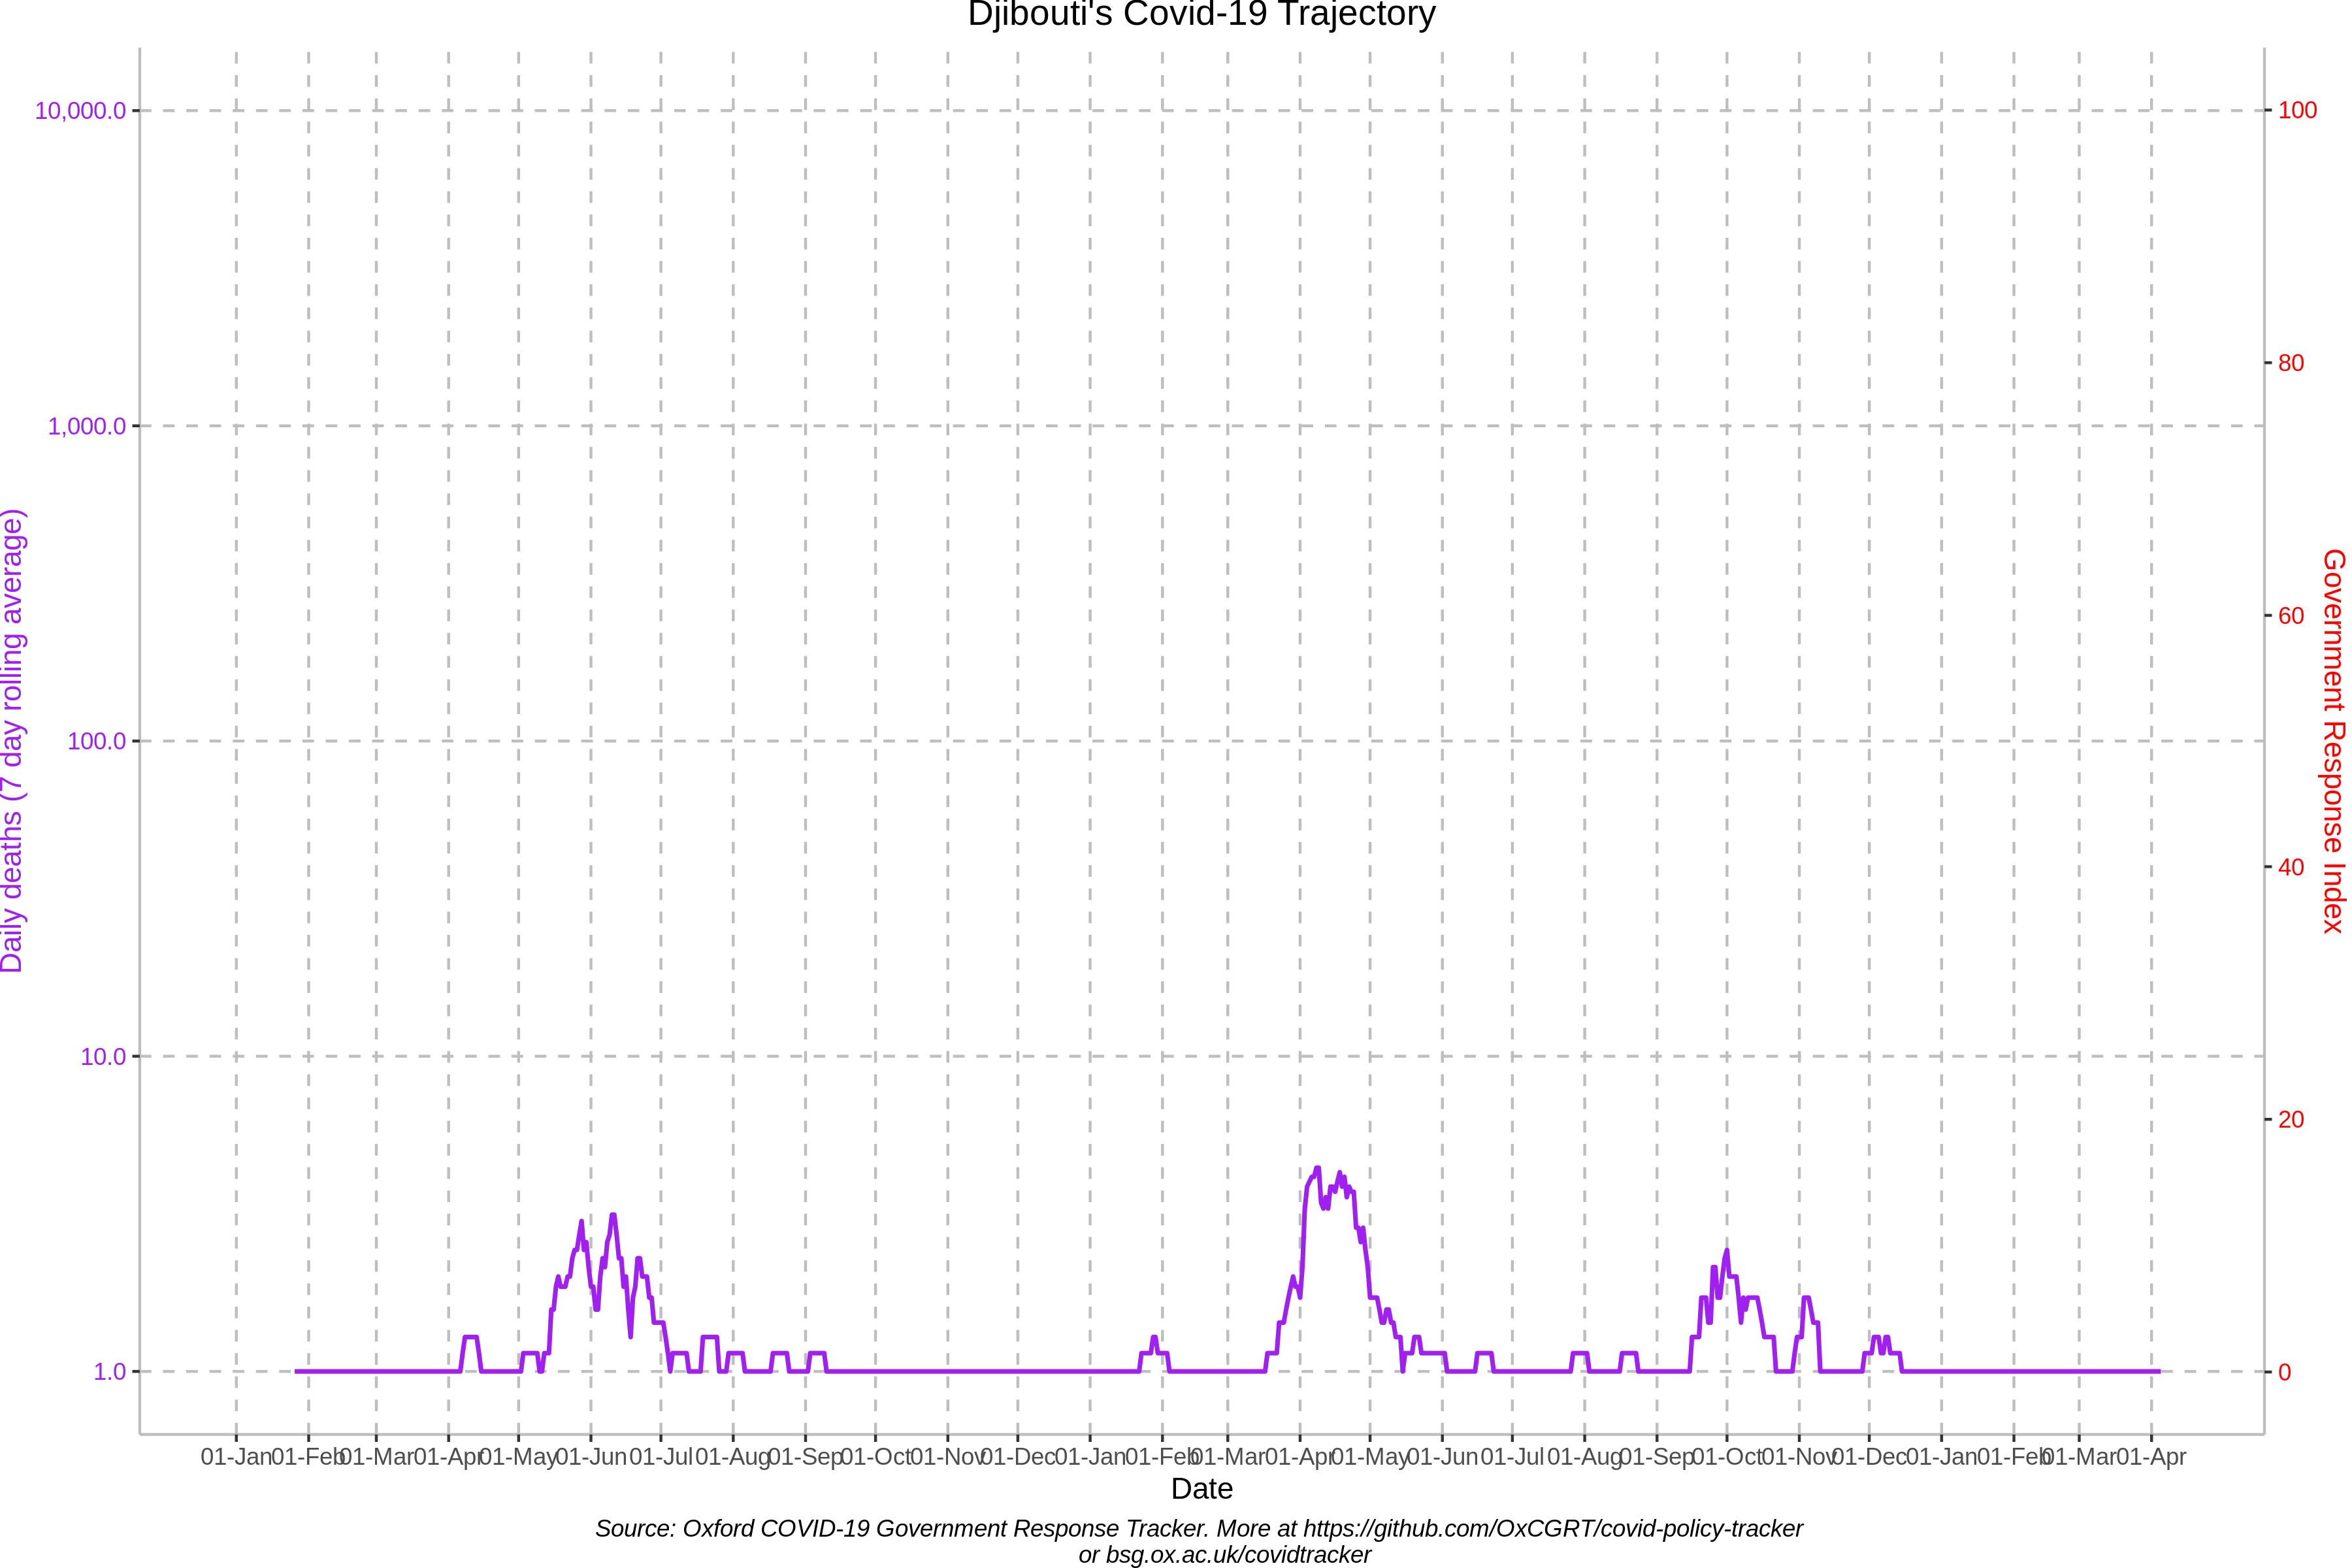 Djibouti's Covid-19 Trajectory
10,000.0
1,000.0
100.0
10.0
1.0
Daily deaths (7 day rolling average)
100
80
60
40
20
0
Government Response Index
01-Jan 01-Feb 01-Mar 01-Apr 01-May 01-Jun 01-Jul 01-Aug 01-Sep 01-Oct 01-Nov 01-Dec 01-Jan 01-Feb 01-Mar 01-Apr 01-May 01-Jun 01-Jul 01-Aug 01-Sep 01-Oct 01-Nov 01-Dec 01-Jan 01-Feb 01-Mar 01-Apr
Date
Source: Oxford COVID-19 Government Response Tracker. More at https://github.com/OxCGRT/covid-policy-tracker
or bsg.ox.ac.uk/covidtracker